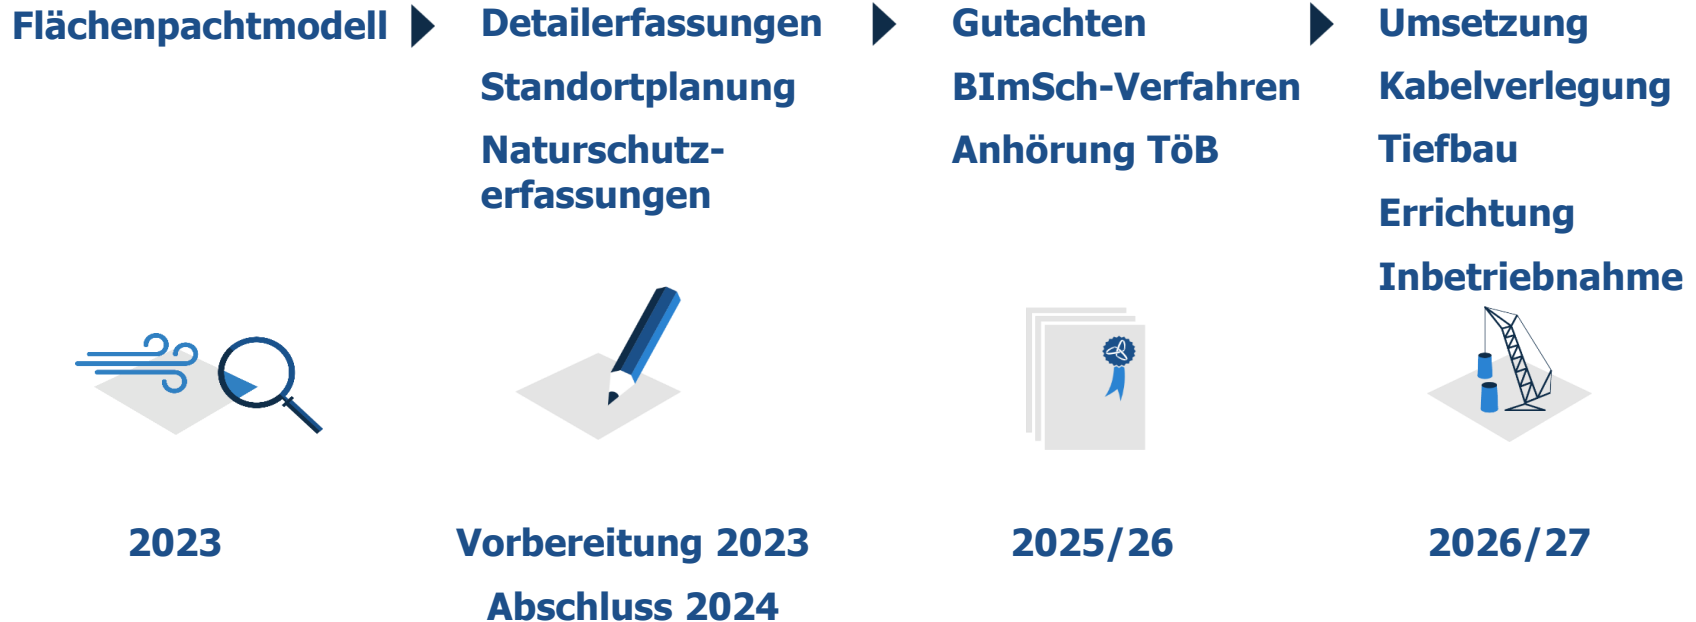 Flächenpachtmodell
Detailerfassungen
Standortplanung
Naturschutz-
erfassungen
Gutachten
BImSch-Verfahren
Anhörung TöB
Umsetzung
Kabelverlegung
Tiefbau
Errichtung
Inbetriebnahme
2023
Vorbereitung 2023
Abschluss 2024
2025/26
2026/27